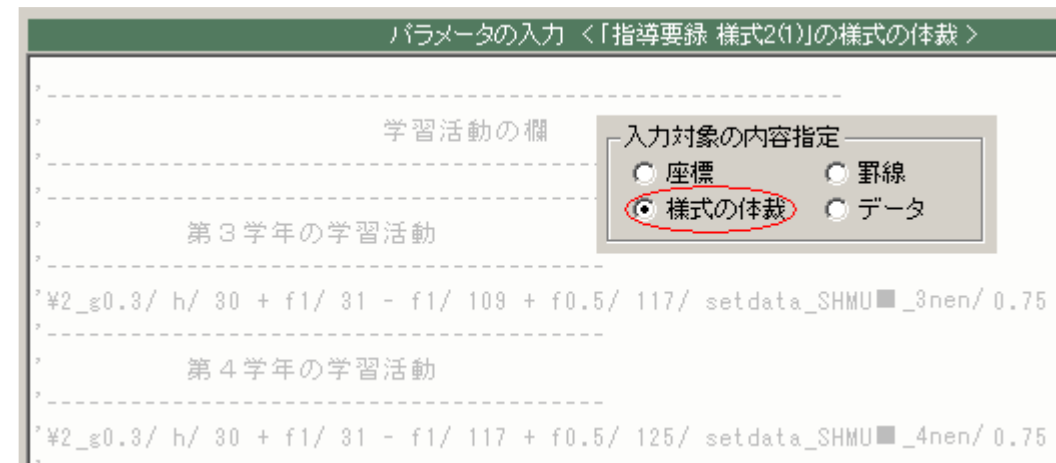 パラメータの入力 <「指導要録 様式2(1)」の様式の体裁>
'---------------------------------------------------------
' 学習活動の欄
'---------------------------------------------------------
入力対象の内容指定
座標
罫線
様式の体裁
データ
'----------------------------------------
' 第3学年の学習活動
'----------------------------------------
'¥2_g0.3/ h/ 30 + f1/ 31 - f1/ 109 + f0.5/ 117/ setdata_SHMU■_3nen/0.75
'----------------------------------------
' 第4学年の学習活動
'----------------------------------------
'¥2_g0.3/ h/ 30 + f1/ 31 - f1/ 117 + f0.5/ 125/ setdata_SHMU■_4nen/0.75